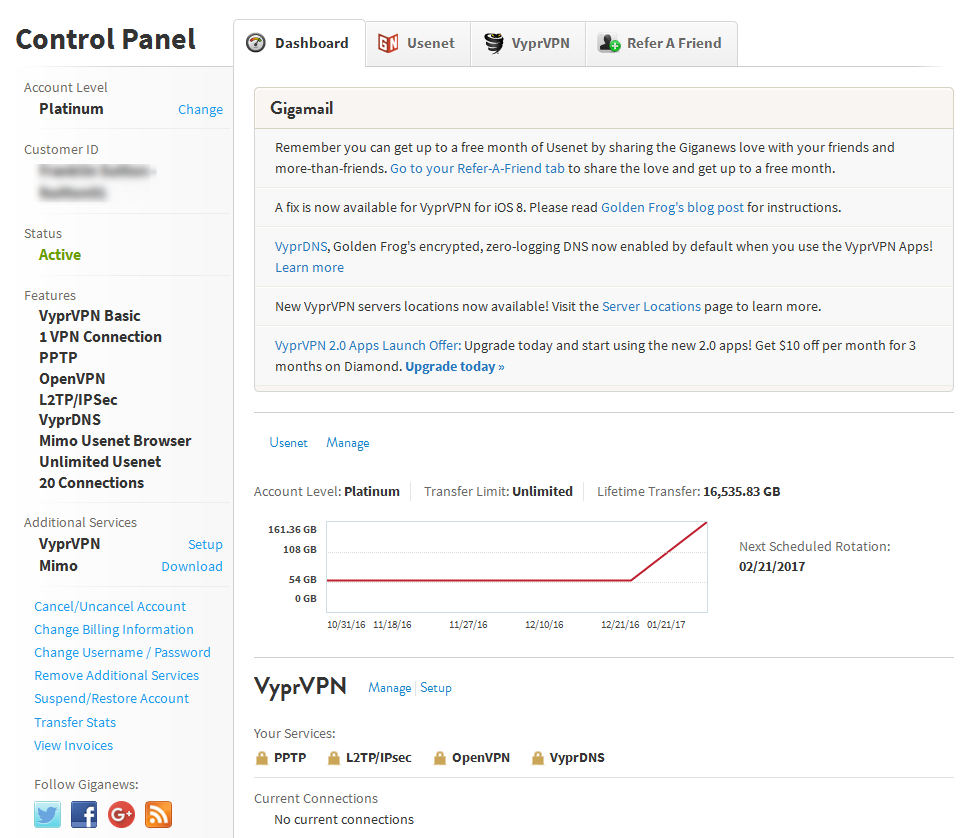 Control Panel
Dashboard
Usenet
VyprVPN
Refer A Friend
Account Level
Platinum Change
Customer ID
Status
Active
Features
VyprVPN Basic
1 VPN Connection
PPTP
OpenVPN
L2TP/IPSec
VyprDNS
Mimo Usenet Browser
Unlimited Usenet
20 Connections
Additional Services
VyprVPN Setup
Mimo Download
Cancel/Uncancel Account
Change Billing Information
Change Username / Password
Remove Additional Services
Suspend/Restore Account
Transfer Stats
View Invoices
Follow Giganews:
Gigamail
Remember you can get up to a free month of Usenet by sharing the Giganews love with your friends and
more-than-friends. Go to your Refer-A-Friend tab to share the love and get up to a free month.
A fix is now available for VyprVPN for iOS 8. Please read Golden Frog's blog post for instructions.
VyprDNS, Golden Frog's encrypted, zero-logging DNS now enabled by default when you use the VyprVPN Apps!
Learn more
New VyprVPN servers locations now available! Visit the Server Locations page to learn more.
VyprVPN 2.0 Apps Launch Offer: Upgrade today and start using the new 2.0 apps! Get $10 off per month for 3
months on Diamond. Upgrade today »
Usenet Manage
Account Level: Platinum Transfer Limit: Unlimited Lifetime Transfer: 16,535.83 GB
161.36 GB
108 GB
54 GB
0 GB
10/31/16 11/18/16 11/27/16 12/10/16 12/21/16 01/21/17
Next Scheduled Rotation:
02/21/2017
VyprVPN Manage Setup
Your Services:
PPTP L2TP/IPsec OpenVPN VyprDNS
Current Connections
No current connections